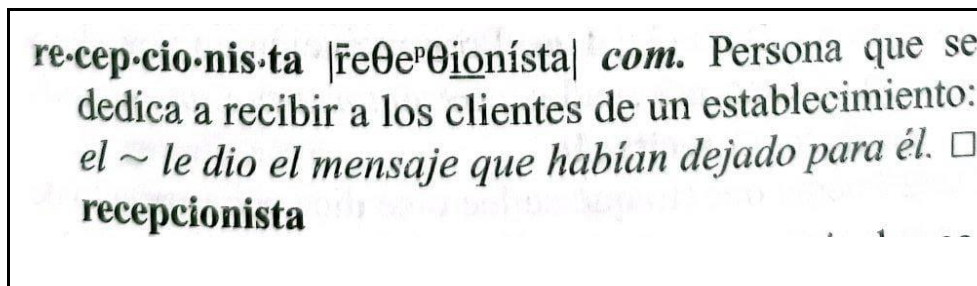 re·cep·cio·nis·ta |r̄eθeᵖθionísta| com. Persona que se
dedica a recibir a los clientes de un establecimiento:
el ~ le dio el mensaje que habían dejado para él. □
recepcionista